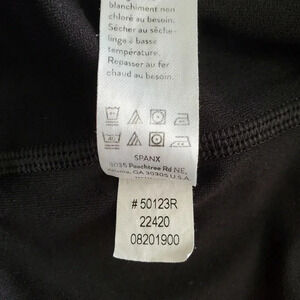 blanchiment non
chloré au besoin.
Sécher au sèche-
linge à basse
température.
Repasser au fer
chaud au besoin.
SPANX
3035 Peachtree Rd NE,
Atlanta, GA 30305 U.S.A
# 50123R
22420
08201900